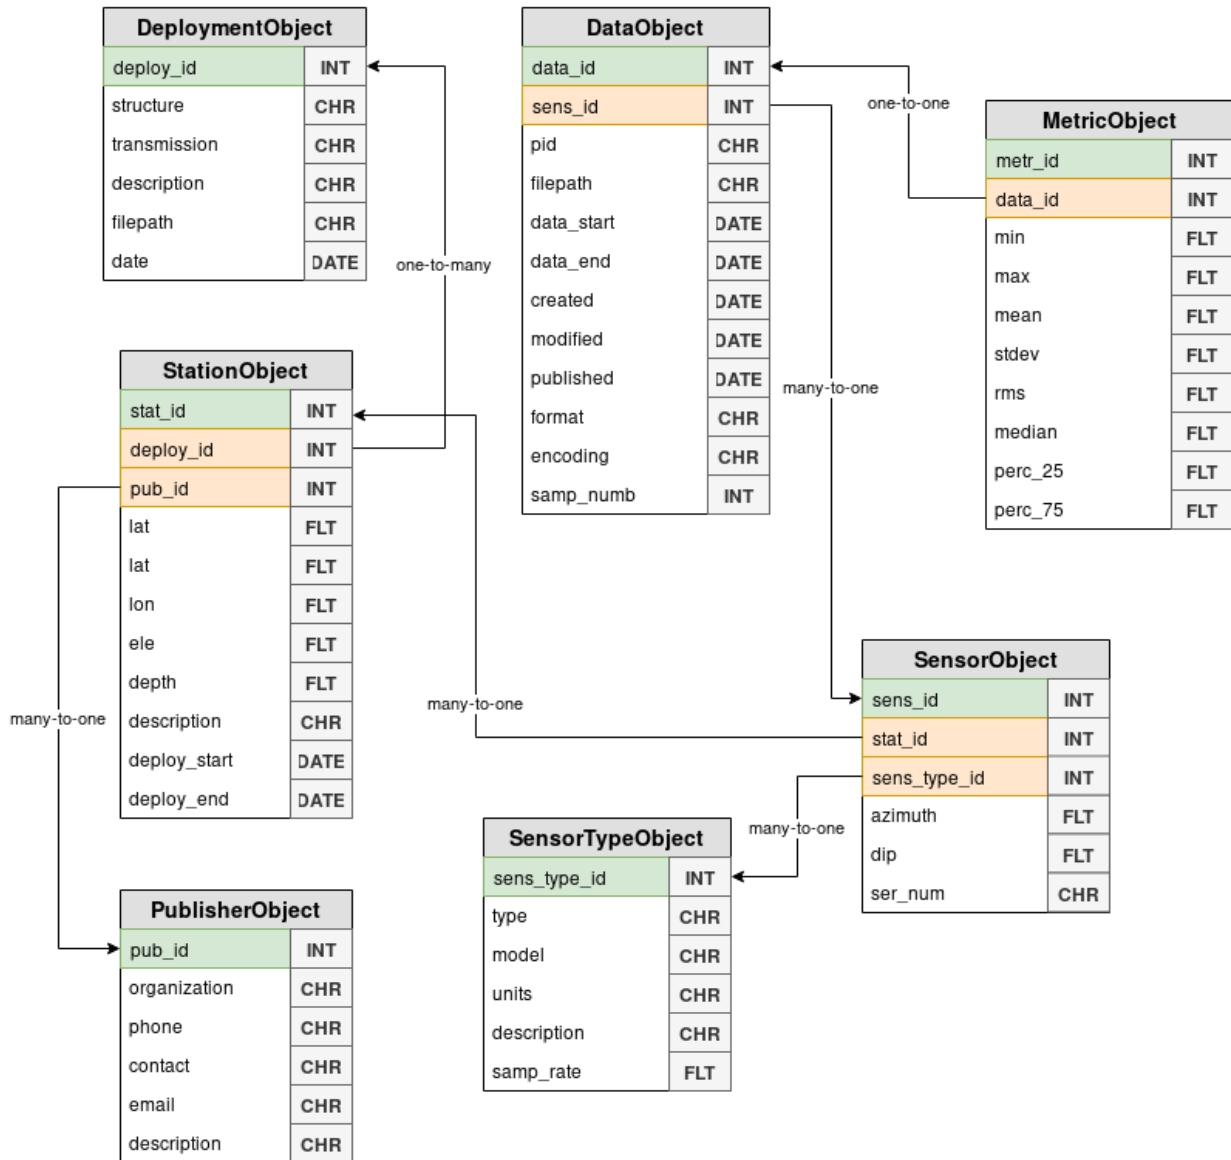 DeploymentObject
deploy_id INT
structure CHR
transmission CHR
description CHR
filepath CHR
date DATE
one-to-many
StationObject
stat_id INT
deploy_id INT
pub_id INT
lat FLT
lat FLT
lon FLT
ele FLT
depth FLT
description CHR
deploy_start DATE
deploy_end DATE
many-to-one
PublisherObject
pub_id INT
organization CHR
phone CHR
contact CHR
email CHR
description CHR
DataObject
data_id INT
sens_id INT
pid CHR
filepath CHR
data_start DATE
data_end DATE
created DATE
modified DATE
published DATE
format CHR
encoding CHR
samp_numb INT
one-to-one
many-to-one
MetricObject
metr_id INT
data_id INT
min FLT
max FLT
mean FLT
stdev FLT
rms FLT
median FLT
perc_25 FLT
perc_75 FLT
many-to-one
SensorObject
sens_id INT
stat_id INT
sens_type_id INT
azimuth FLT
dip FLT
ser_num CHR
many-to-one
SensorTypeObject
sens_type_id INT
type CHR
model CHR
units CHR
description CHR
samp_rate FLT